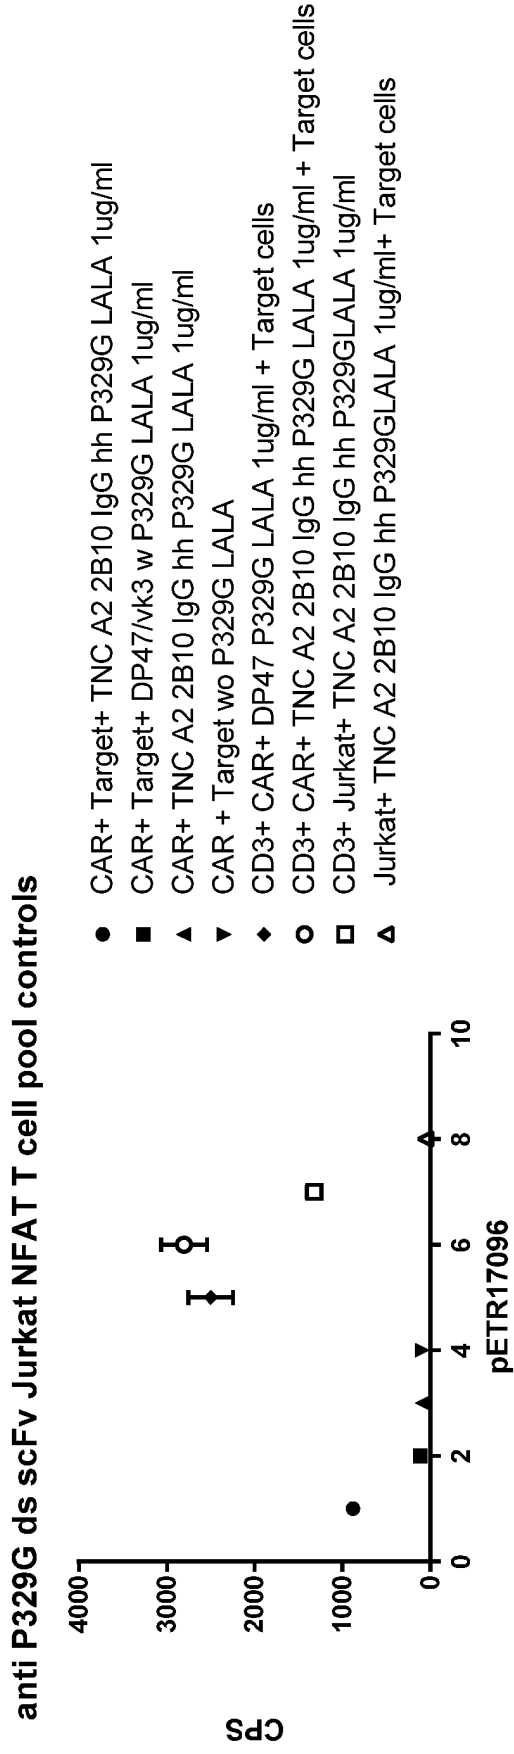 anti P329G ds scFv Jurkat NFAT T cell pool controls
CPS
4000
3000
2000
1000
0
0
2
4
6
8
10
pETR17096
CAR+ Target+ TNC A2 2B10 IgG hh P329G LALA 1ug/ml
CAR+ Target+ DP47/vk3 w P329G LALA 1ug/ml
CAR+ TNC A2 2B10 IgG hh P329G LALA 1ug/ml
CAR + Target wo P329G LALA
CD3+ CAR+ DP47 P329G LALA 1ug/ml + Target cells
CD3+ CAR+ TNC A2 2B10 IgG hh P329G LALA 1ug/ml + Target cells
CD3+ Jurkat+ TNC A2 2B10 IgG hh P329GLALA 1ug/ml
Jurkat+ TNC A2 2B10 IgG hh P329GLALA 1ug/ml+ Target cells